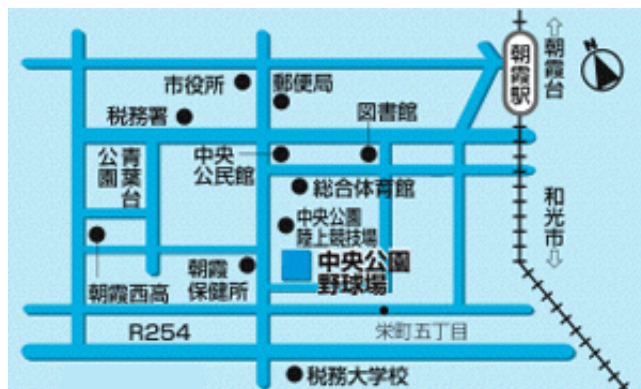 朝霞台
N
朝霞駅
市役所
郵便局
税務署
図書館
青葉台
公園
中央
公民館
総合体育館
和光市
中央公園
陸上競技場
朝霞
保健所
中央公園
野球場
朝霞西高
R254
栄町五丁目
税務大学校